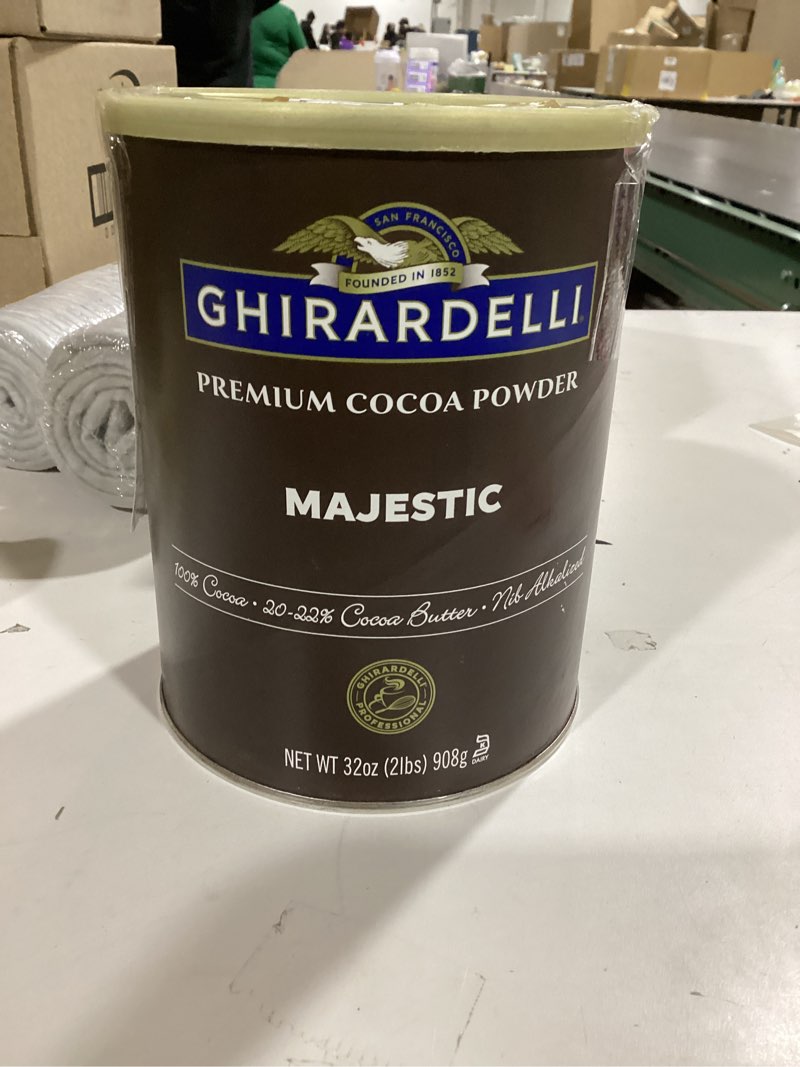 SAN FRANCISCO
FOUNDED IN 1852
GHIRARDELLI
PREMIUM COCOA POWDER
MAJESTIC
100% Cocoa • 20-22% Cocoa Butter • Nib Alkalized
GHIRARDELLI
PROFESSIONAL
NET WT 32oz (2lbs) 908g
K
DAIRY